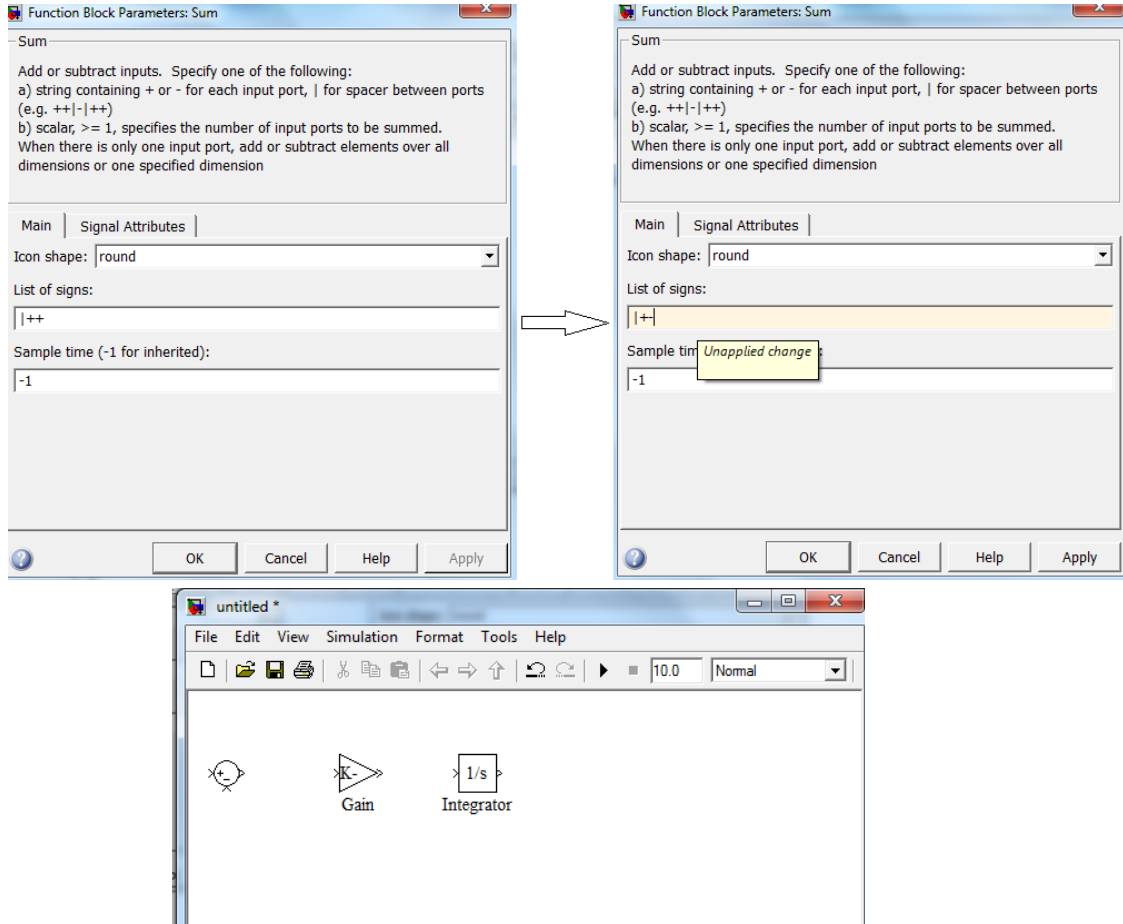 Function Block Parameters: Sum
Sum
Add or subtract inputs.  Specify one of the following:
a) string containing + or - for each input port, | for spacer between ports
(e.g. ++|-|++)
b) scalar, >= 1, specifies the number of input ports to be summed.
When there is only one input port, add or subtract elements over all
dimensions or one specified dimension
Main
Signal Attributes
Icon shape: round
List of signs:
|++
Sample time (-1 for inherited):
-1
OK
Cancel
Help
Apply
Function Block Parameters: Sum
Sum
Add or subtract inputs.  Specify one of the following:
a) string containing + or - for each input port, | for spacer between ports
(e.g. ++|-|++)
b) scalar, >= 1, specifies the number of input ports to be summed.
When there is only one input port, add or subtract elements over all
dimensions or one specified dimension
Main
Signal Attributes
Icon shape: round
List of signs:
|+-
Sample tim
Unapplied change
:
-1
OK
Cancel
Help
Apply
untitled *
File Edit View Simulation Format Tools Help
10.0
Normal
+
-
K-
1/s
Gain
Integrator